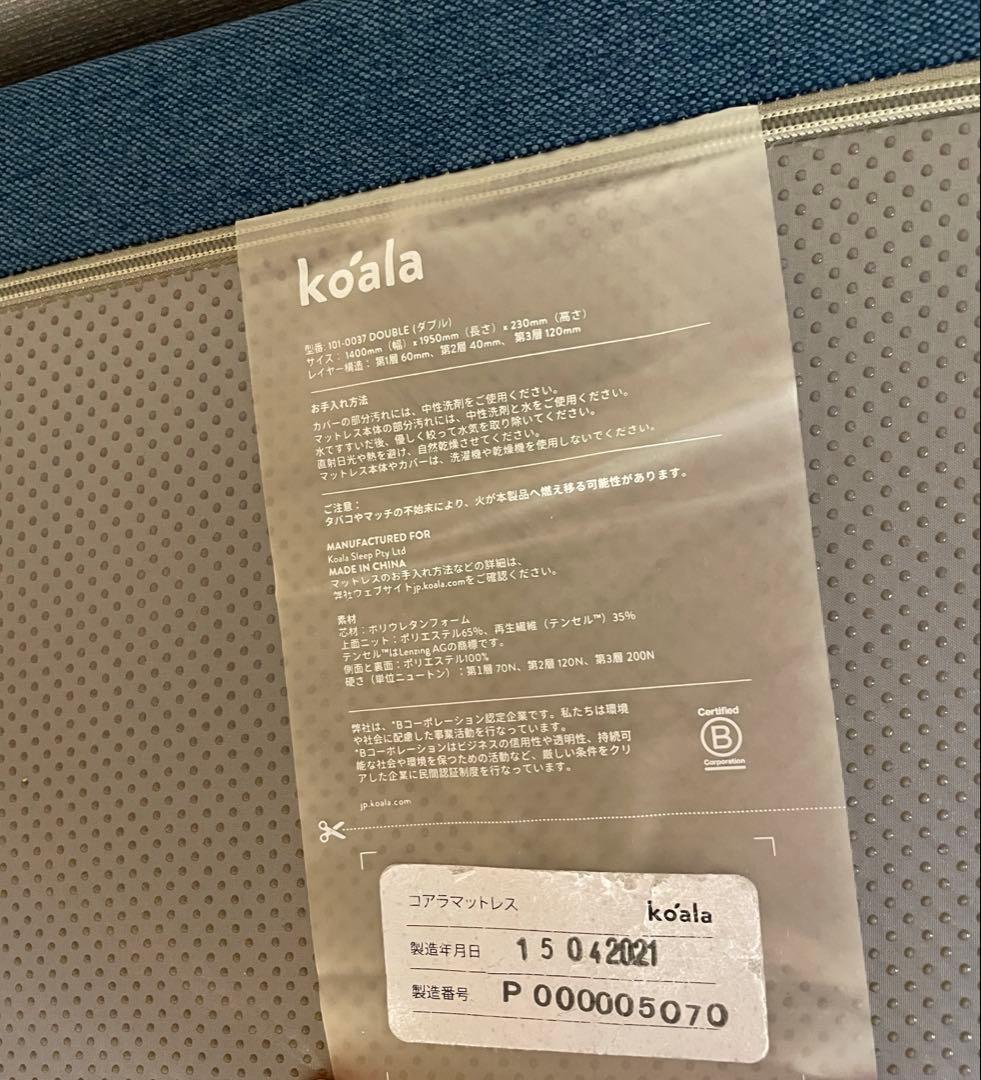 koala
型番: 101-0037 DOUBLE (ダブル)
サイズ： 1400mm（幅）x 1950mm（長さ）x 230mm（高さ）
レイヤー構造： 第1層 60mm、 第2層 40mm、 第3層 120mm
お手入れ方法
カバーの部分汚れには、中性洗剤をご使用ください。
マットレス本体の部分汚れには、中性洗剤と水をご使用ください。
水ですすいだ後、優しく絞って水気を取り除いてください。
直射日光や熱を避け、自然乾燥させてください。
マットレス本体やカバーは、洗濯機や乾燥機を使用しないでください。
ご注意：
タバコやマッチの不始末により、火が本製品へ燃え移る可能性があります。
MANUFACTURED FOR
Koala Sleep Pty Ltd
MADE IN CHINA
マットレスのお手入れ方法などの詳細は、
弊社ウェブサイトjp.koala.comをご確認ください。
素材
芯材：ポリウレタンフォーム
上面ニット：ポリエステル65%、再生繊維（テンセル™）35%
テンセル™はLenzing AGの商標です。
側面と裏面：ポリエステル100%
硬さ（単位ニュートン）：第1層 70N、第2層 120N、第3層 200N
弊社は、*Bコーポレーション認定企業です。私たちは環境
や社会に配慮した事業活動を行なっています。
*Bコーポレーションはビジネスの信用性や透明性、持続可
能な社会や環境を保つための活動など、厳しい条件をクリ
アした企業に民間認証制度を行なっています。
Certified
B
Corporation
jp.koala.com
コアラマットレス
koala
製造年月日 15 04 2021
製造番号 P 000005070